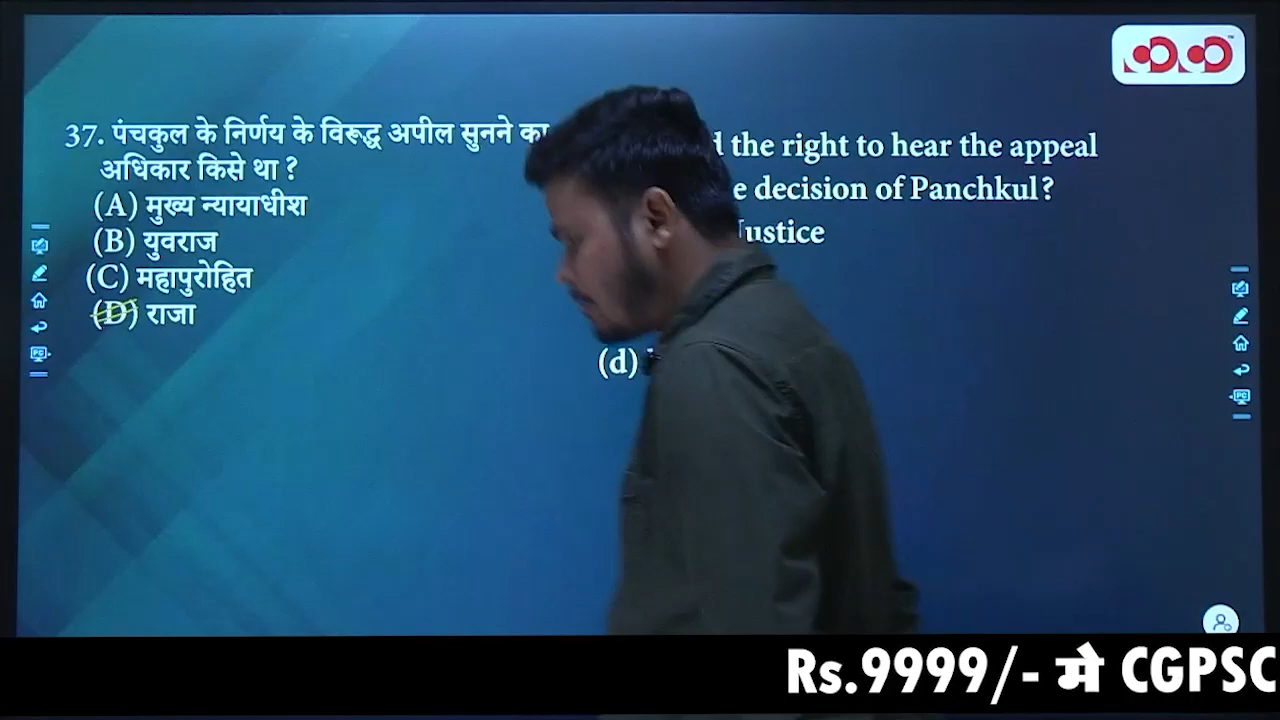 37. पंचकुल के निर्णय के विरूद्ध अपील सुनने का
अधिकार किसे था ?
(A) मुख्य न्यायाधीश
(B) युवराज
(C) महापुरोहित
(D) राजा
the right to hear the appeal
decision of Panchkul?
Justice
(d)
Rs.9999/- मे CGPSC